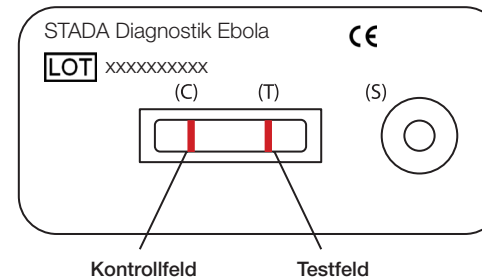 STADA Diagnostik Ebola CE
LOT xxxxxxxxxx
(C) (T) (S)
Kontrollfeld Testfeld